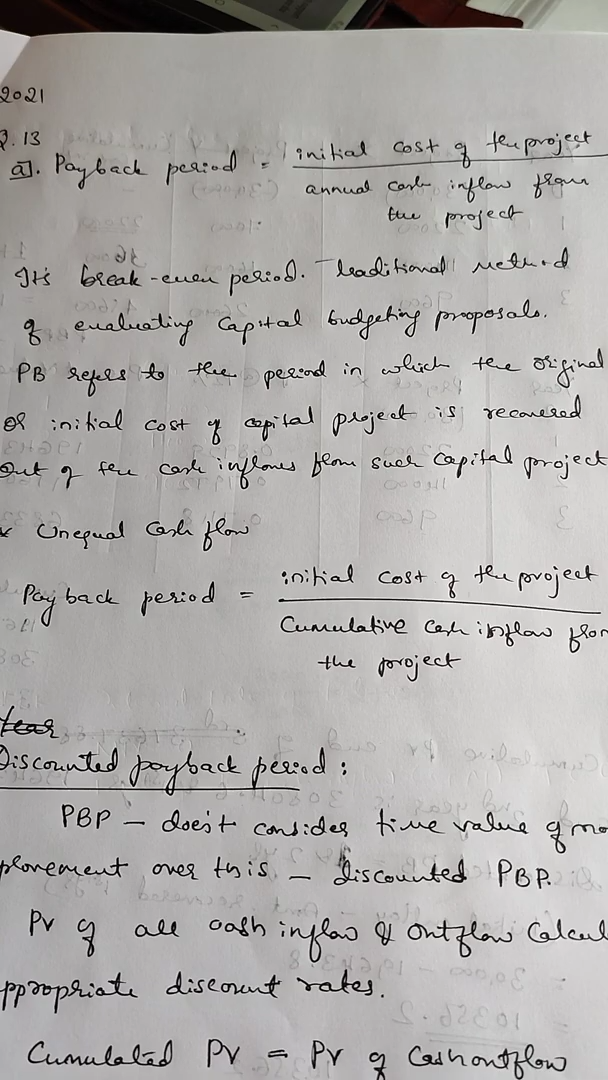 2021
Q.13
a]. Payback period = initial cost of the project
annual cash inflow from
the project
It's break-even period. Traditional Method
of evaluating Capital budgeting proposals.
PB refers to the period in which the original
or initial cost of capital project is recovered
out of the cash inflows from such capital project
* Unequal Cash flow
Payback period = initial cost of the project
Cumulative cash inflow from
the project
Year
Discounted payback period :
PBP – does't consider time value of mo
provement over this – discounted PBP.
PV of all cash inflow & outflow Calcul
ppropriate discount rates.
Cumulated PV = PV of Cash outflow